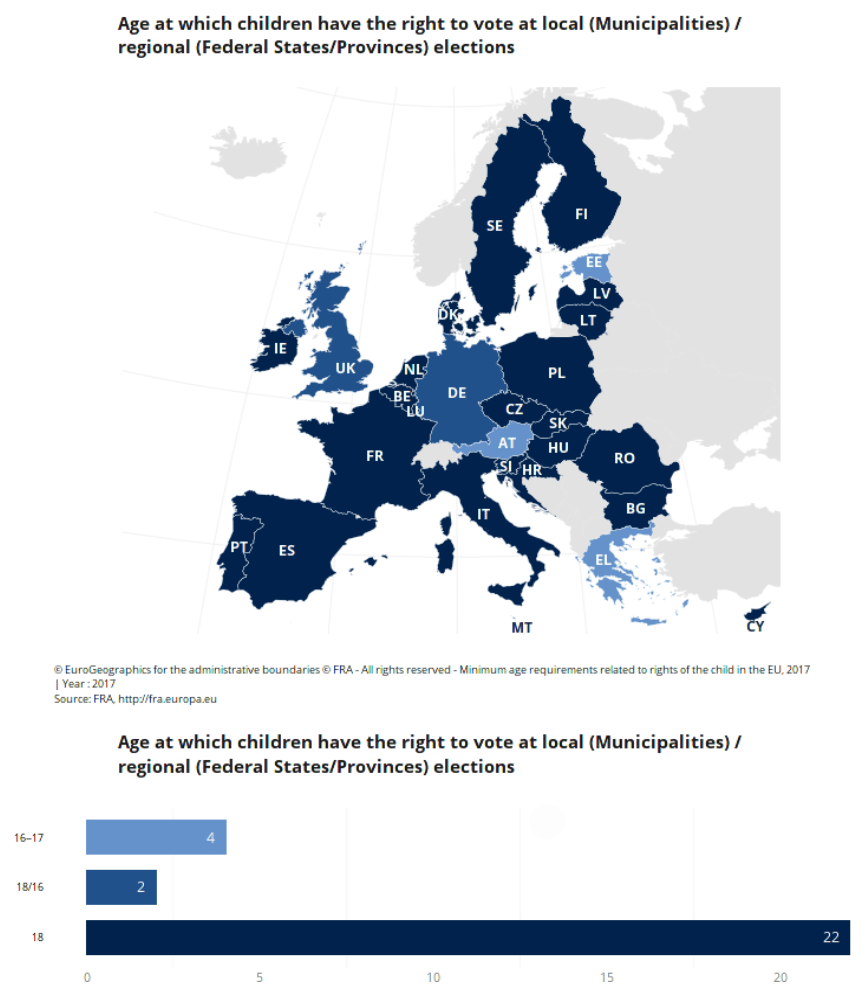 Age at which children have the right to vote at local (Municipalities) /
regional (Federal States/Provinces) elections
FI
SE
EE
LV
DK
LT
IE
UK
NL
PL
BE
DE
LU
CZ
SK
AT
HU
FR
SI
HR
RO
IT
BG
PT
ES
EL
MT
CY
© EuroGeographics for the administrative boundaries © FRA - All rights reserved - Minimum age requirements related to rights of the child in the EU, 2017
| Year : 2017
Source: FRA, http://fra.europa.eu
Age at which children have the right to vote at local (Municipalities) /
regional (Federal States/Provinces) elections
16–17
4
18/16
2
18
22
0 5 10 15 20